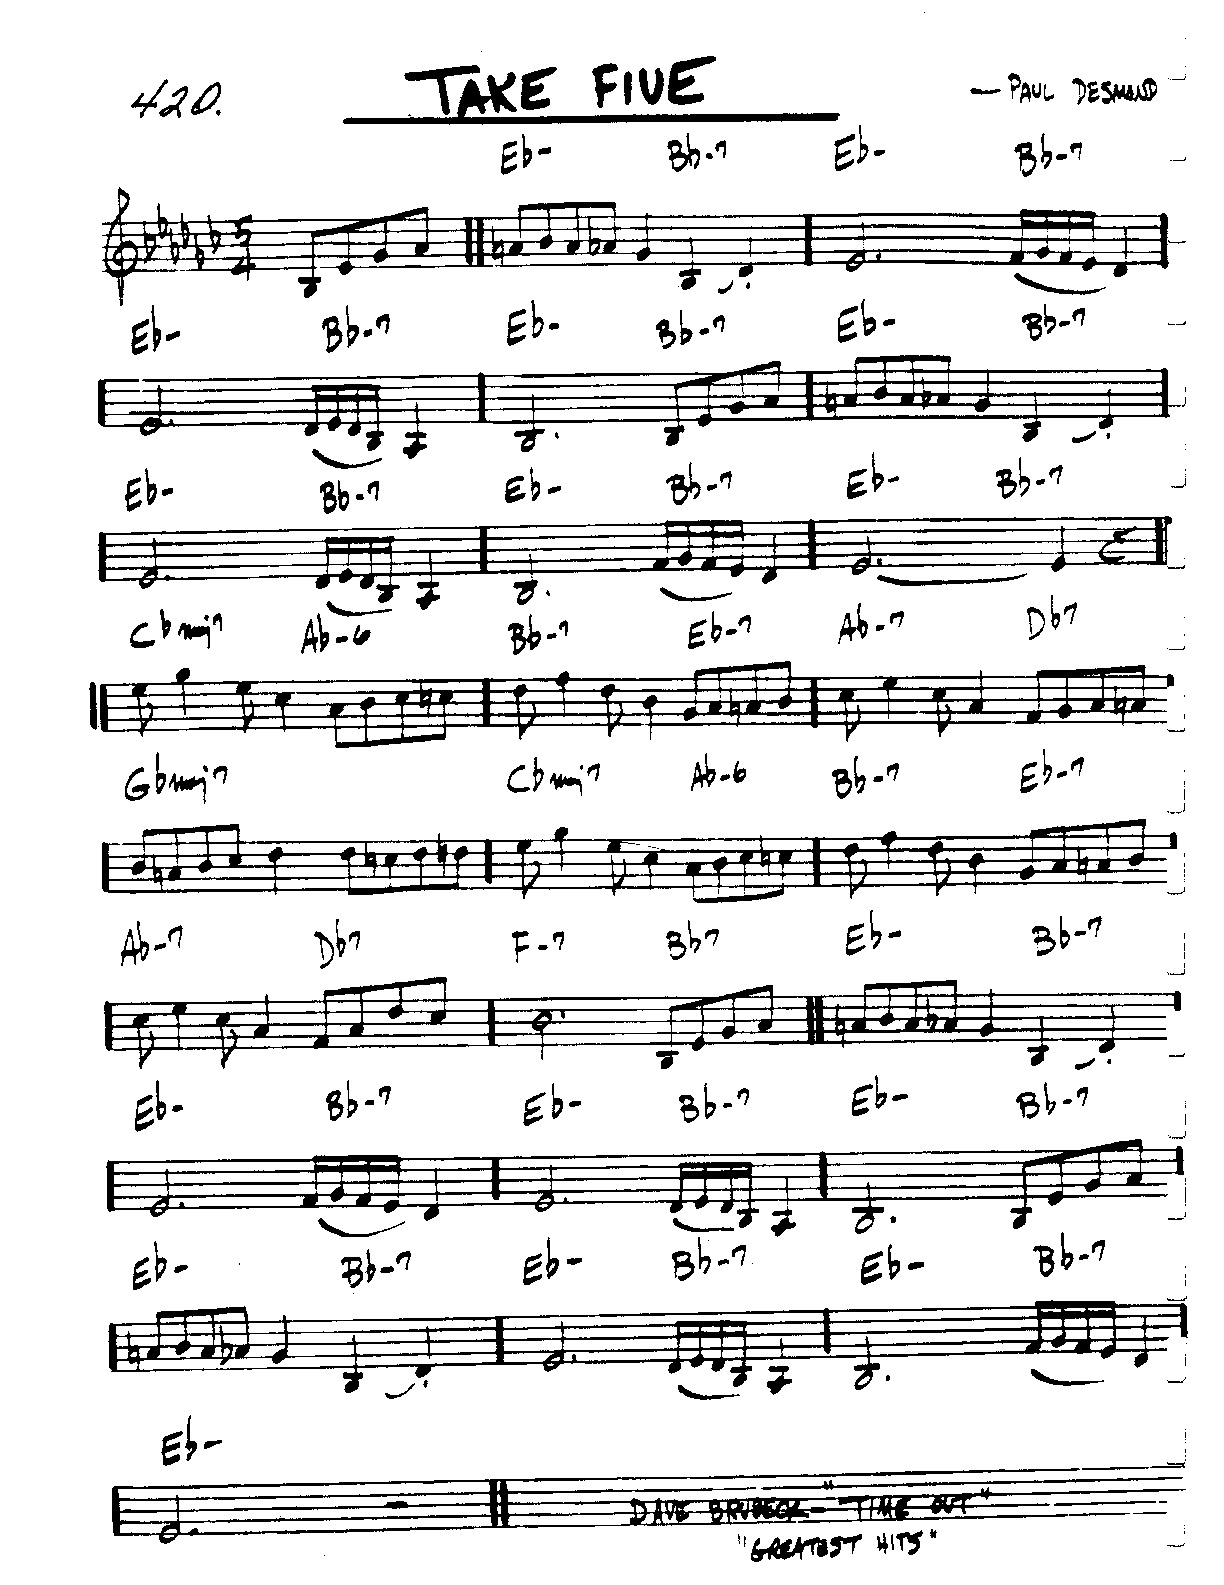 420. TAKE FIVE — PAUL DESMOND
Eb- Bb-7 Eb- Bb-7
5
4
Eb- Bb-7 Eb- Bb-7 Eb- Bb-7
Eb- Bb-7 Eb- Bb-7 Eb- Bb-7
Cbmaj7 Ab-6 Bb-7 Eb-7 Ab-7 Db7
Gbmaj7 Cbmaj7 Ab-6 Bb-7 Eb-7
Ab-7 Db7 F-7 Bb7 Eb- Bb-7
Eb- Bb-7 Eb- Bb-7 Eb- Bb-7
Eb- Bb-7 Eb- Bb-7 Eb- Bb-7
Eb-
DAVE BRUBECK - "TIME OUT"
"GREATEST HITS"